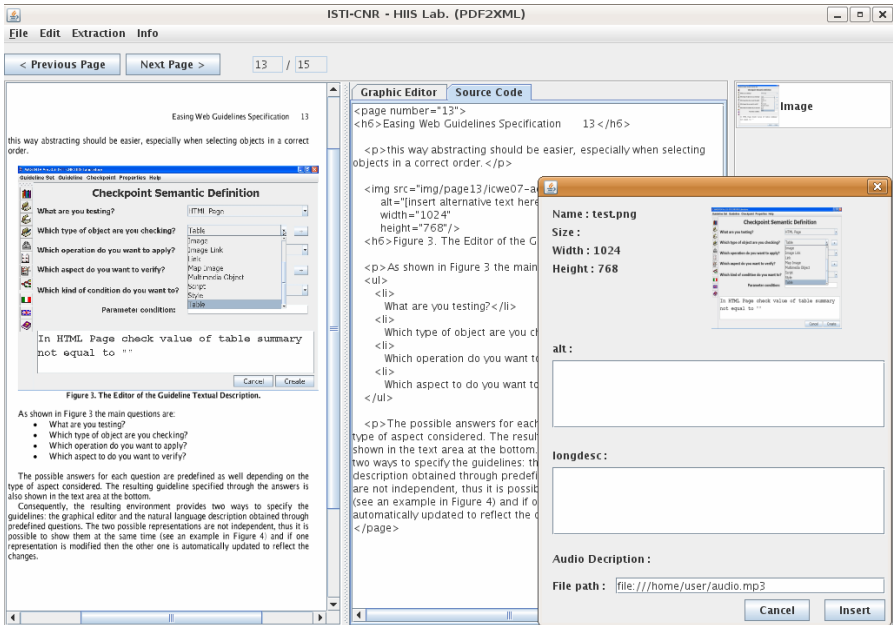 ISTI-CNR - HIIS Lab. (PDF2XML)
File Edit Extraction Info
< Previous Page Next Page > 13 / 15
Easing Web Guidelines Specification 13
this way abstracting should be easier, especially when selecting objects in a correct
order.
Guideline Set Guideline Checkpoint Properties Help
Checkpoint Semantic Definition
What are you testing? HTML Page
Which type of object are you checking? Table
Image
Which operation do you want to apply? Image Link
Link
Which aspect do you want to verify? Map Image
Multimedia Object
Which kind of condition do you want to? Script
Style
Table
Parameter condition:
In HTML Page check value of table summary
not equal to ""
Cancel Create
Figure 3. The Editor of the Guideline Textual Description.
As shown in Figure 3 the main questions are:
• What are you testing?
• Which type of object are you checking?
• Which operation do you want to apply?
• Which aspect do you want to verify?
The possible answers for each question are predefined as well depending on the
type of aspect considered. The resulting guideline specified through the answers is
also shown in the text area at the bottom.
Consequently, the resulting environment provides two ways to specify the
guidelines: the graphical editor and the natural language description obtained through
predefined questions. The two possible representations are not independent, thus it is
possible to show them at the same time (see an example in Figure 4) and if one
representation is modified then the other one is automatically updated to reflect the
changes.
Graphic Editor Source Code
<page number="13">
<h6>Easing Web Guidelines Specification 13</h6>
<p>this way abstracting should be easier, especially when selecting
objects in a correct order.</p>
<img src="img/page13/icwe07-a
alt="[insert alternative text here
width="1024"
height="768"/>
<h6>Figure 3. The Editor of the G
<p>As shown in Figure 3 the main
<ul>
<li>
What are you testing?</li>
<li>
Which type of object are you ch
<li>
Which operation do you want to
<li>
Which aspect to do you want to
</ul>
<p>The possible answers for each
type of aspect considered. The resul
shown in the text area at the bottom.
two ways to specify the guidelines: th
description obtained through predefi
are not independent, thus it is possib
(see an example in Figure 4) and if o
automatically updated to reflect the c
</page>
Image
Name : test.png
Size :
Width : 1024
Height : 768
Checkpoint Semantic Definition
In HTML Page check value of table summary
not equal to ""
alt :
longdesc :
Audio Decription :
File path : file:///home/user/audio.mp3
Cancel Insert